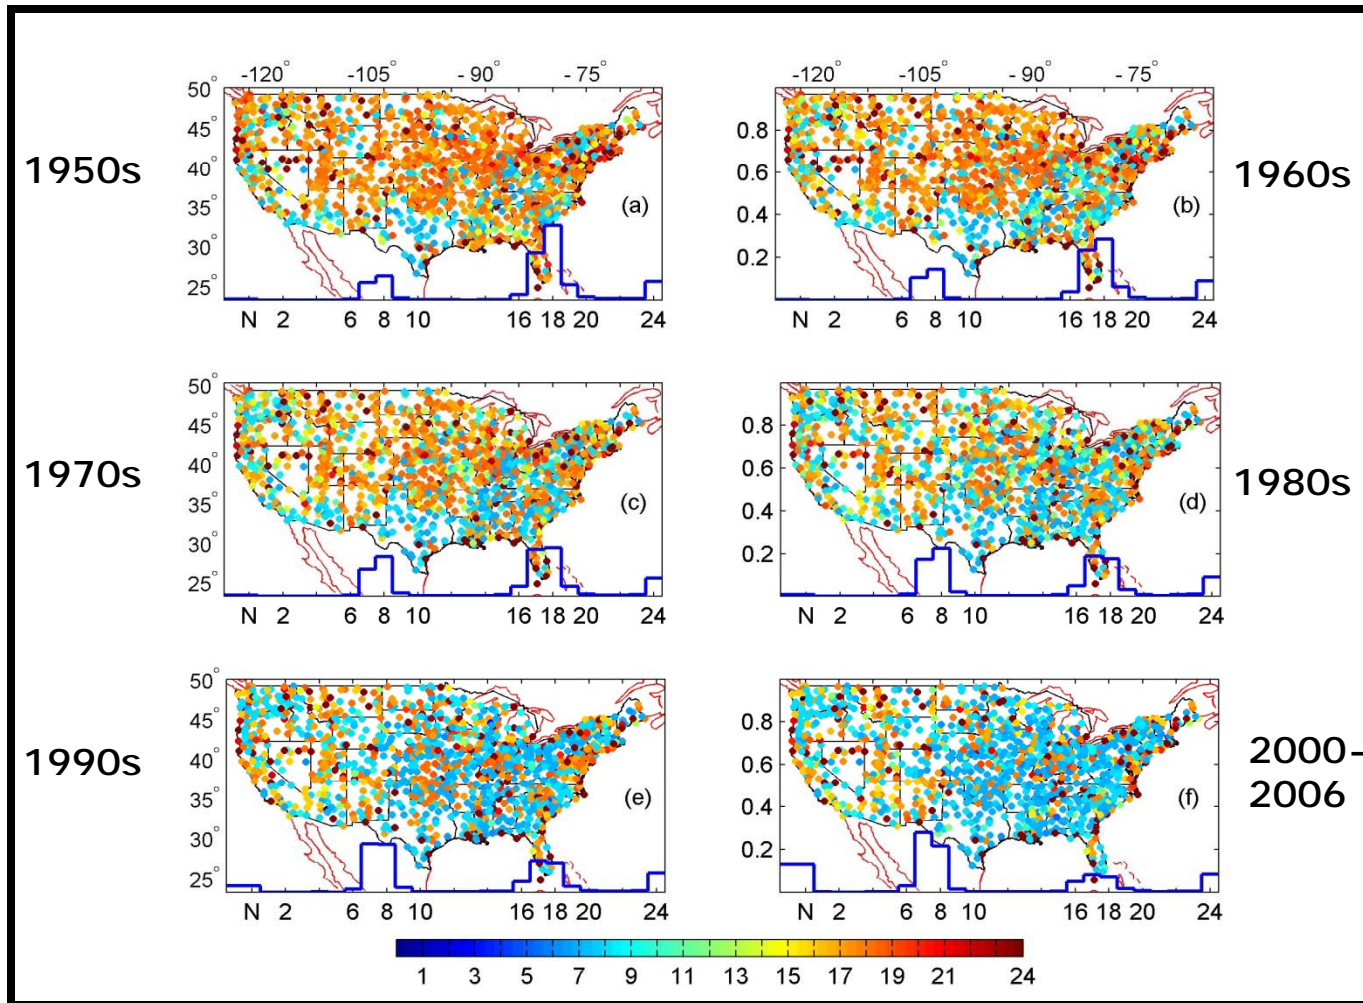 -120° -105° -90° -75°
-120° -105° -90° -75°
50°
45°
40°
35°
30°
25°
1950s
(a)
N 2 6 8 10 16 18 20 24
0.8
0.6
0.4
0.2
(b)
1960s
N 2 6 8 10 16 18 20 24
50°
45°
40°
35°
30°
25°
1970s
(c)
N 2 6 8 10 16 18 20 24
0.8
0.6
0.4
0.2
(d)
1980s
N 2 6 8 10 16 18 20 24
50°
45°
40°
35°
30°
25°
1990s
(e)
N 2 6 8 10 16 18 20 24
0.8
0.6
0.4
0.2
(f)
2000-
2006
N 2 6 8 10 16 18 20 24
1 3 5 7 9 11 13 15 17 19 21 24